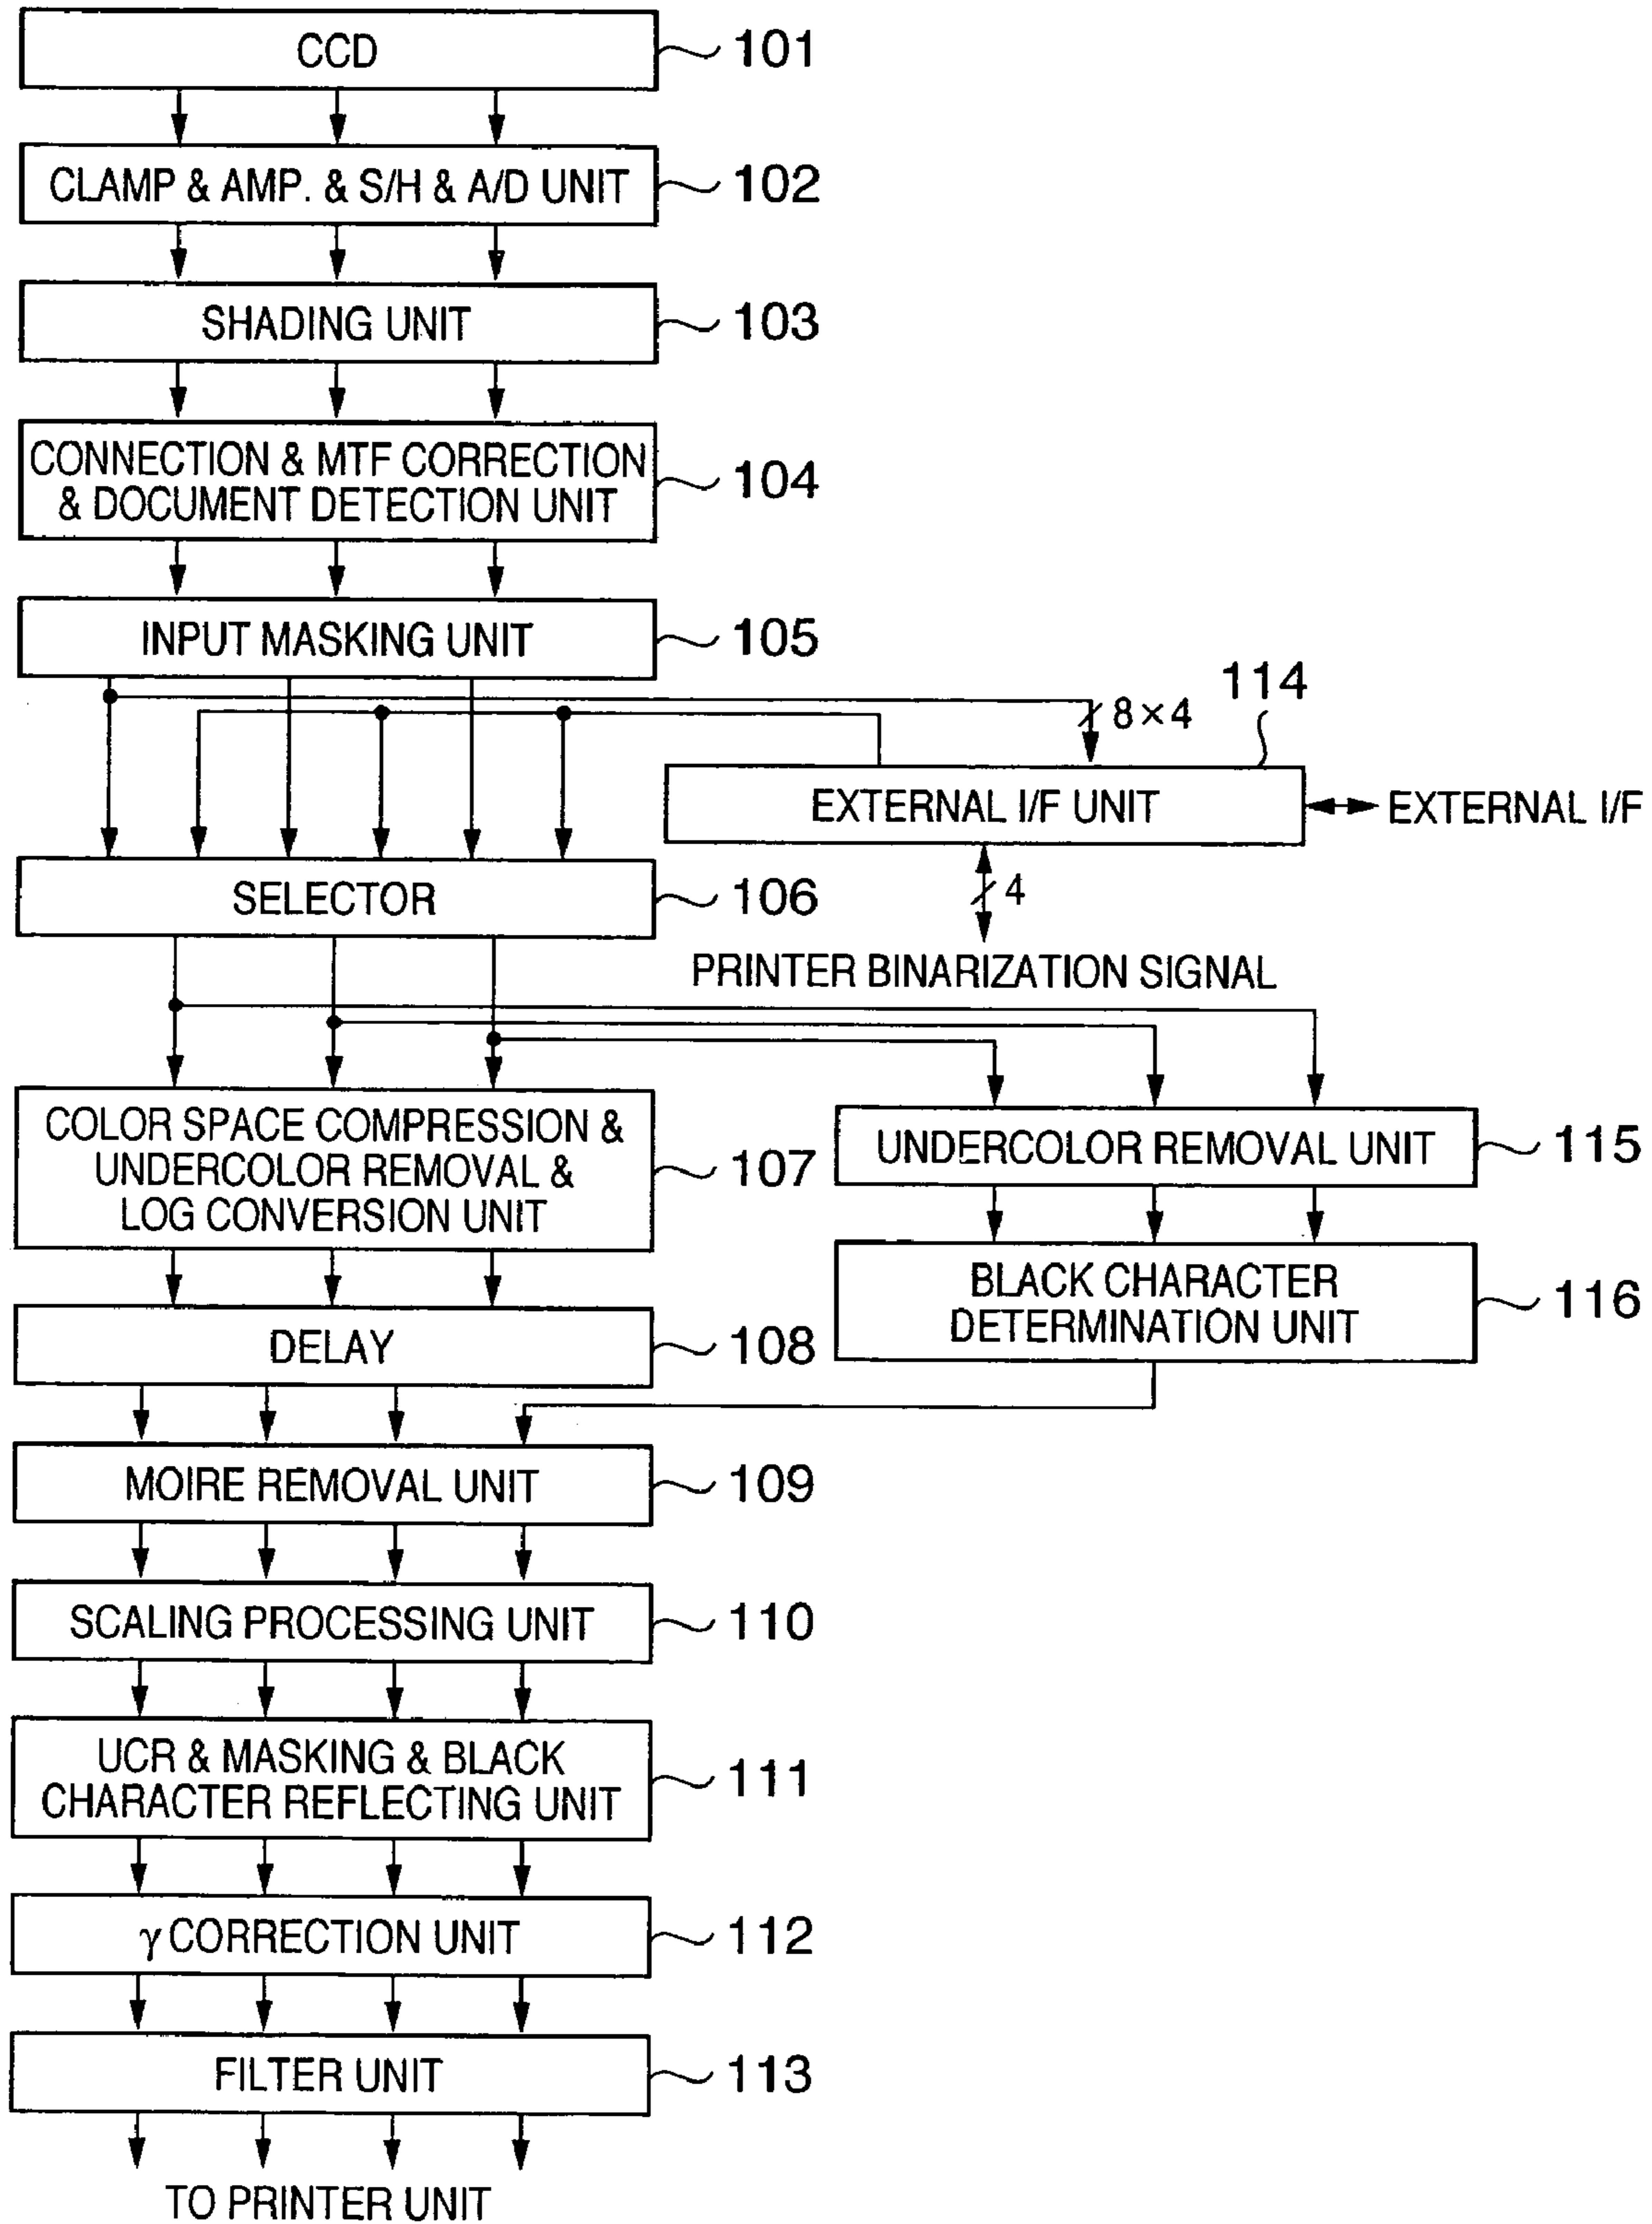 CCD
101
CLAMP & AMP. & S/H & A/D UNIT
102
SHADING UNIT
103
CONNECTION & MTF CORRECTION
& DOCUMENT DETECTION UNIT
104
INPUT MASKING UNIT
105
114
8×4
EXTERNAL I/F UNIT
EXTERNAL I/F
SELECTOR
106
4
PRINTER BINARIZATION SIGNAL
COLOR SPACE COMPRESSION &
UNDERCOLOR REMOVAL &
LOG CONVERSION UNIT
107
UNDERCOLOR REMOVAL UNIT
115
BLACK CHARACTER
DETERMINATION UNIT
116
DELAY
108
MOIRE REMOVAL UNIT
109
SCALING PROCESSING UNIT
110
UCR & MASKING & BLACK
CHARACTER REFLECTING UNIT
111
γ CORRECTION UNIT
112
FILTER UNIT
113
TO PRINTER UNIT